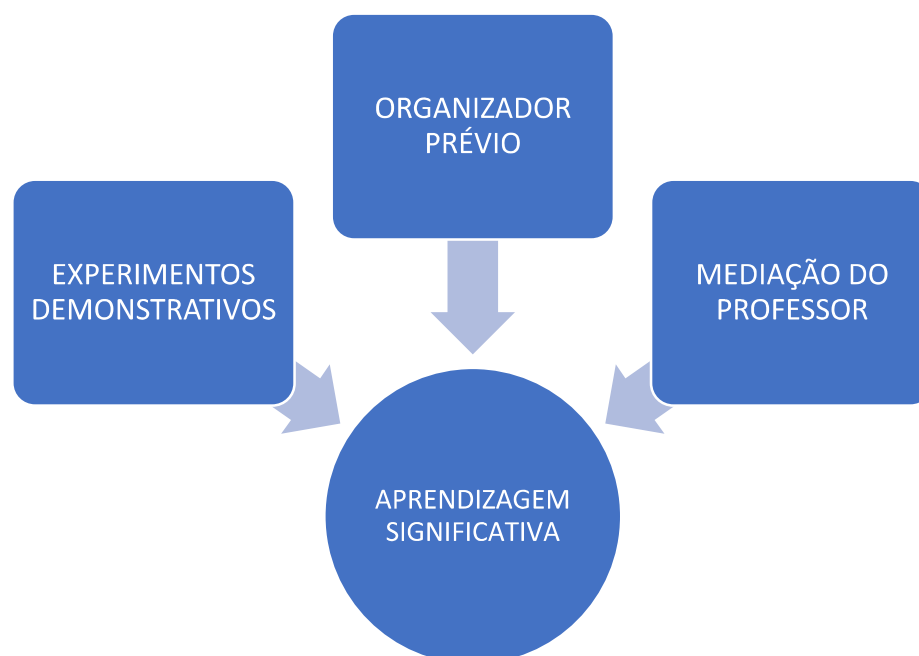 ORGANIZADOR
PRÉVIO
EXPERIMENTOS
DEMONSTRATIVOS
MEDIAÇÃO DO
PROFESSOR
APRENDIZAGEM
SIGNIFICATIVA